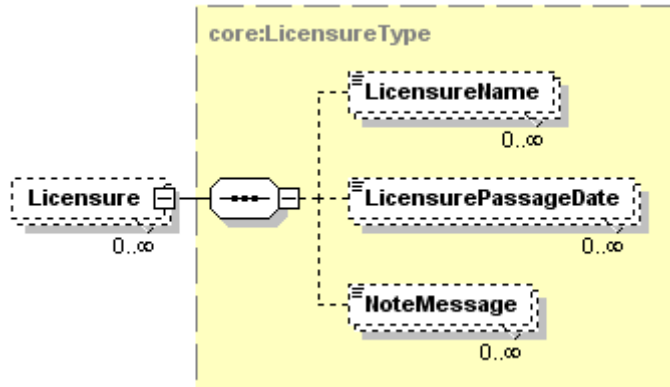 core:LicensureType
LicensureName
0..∞
Licensure
0..∞
LicensurePassageDate
0..∞
NoteMessage
0..∞